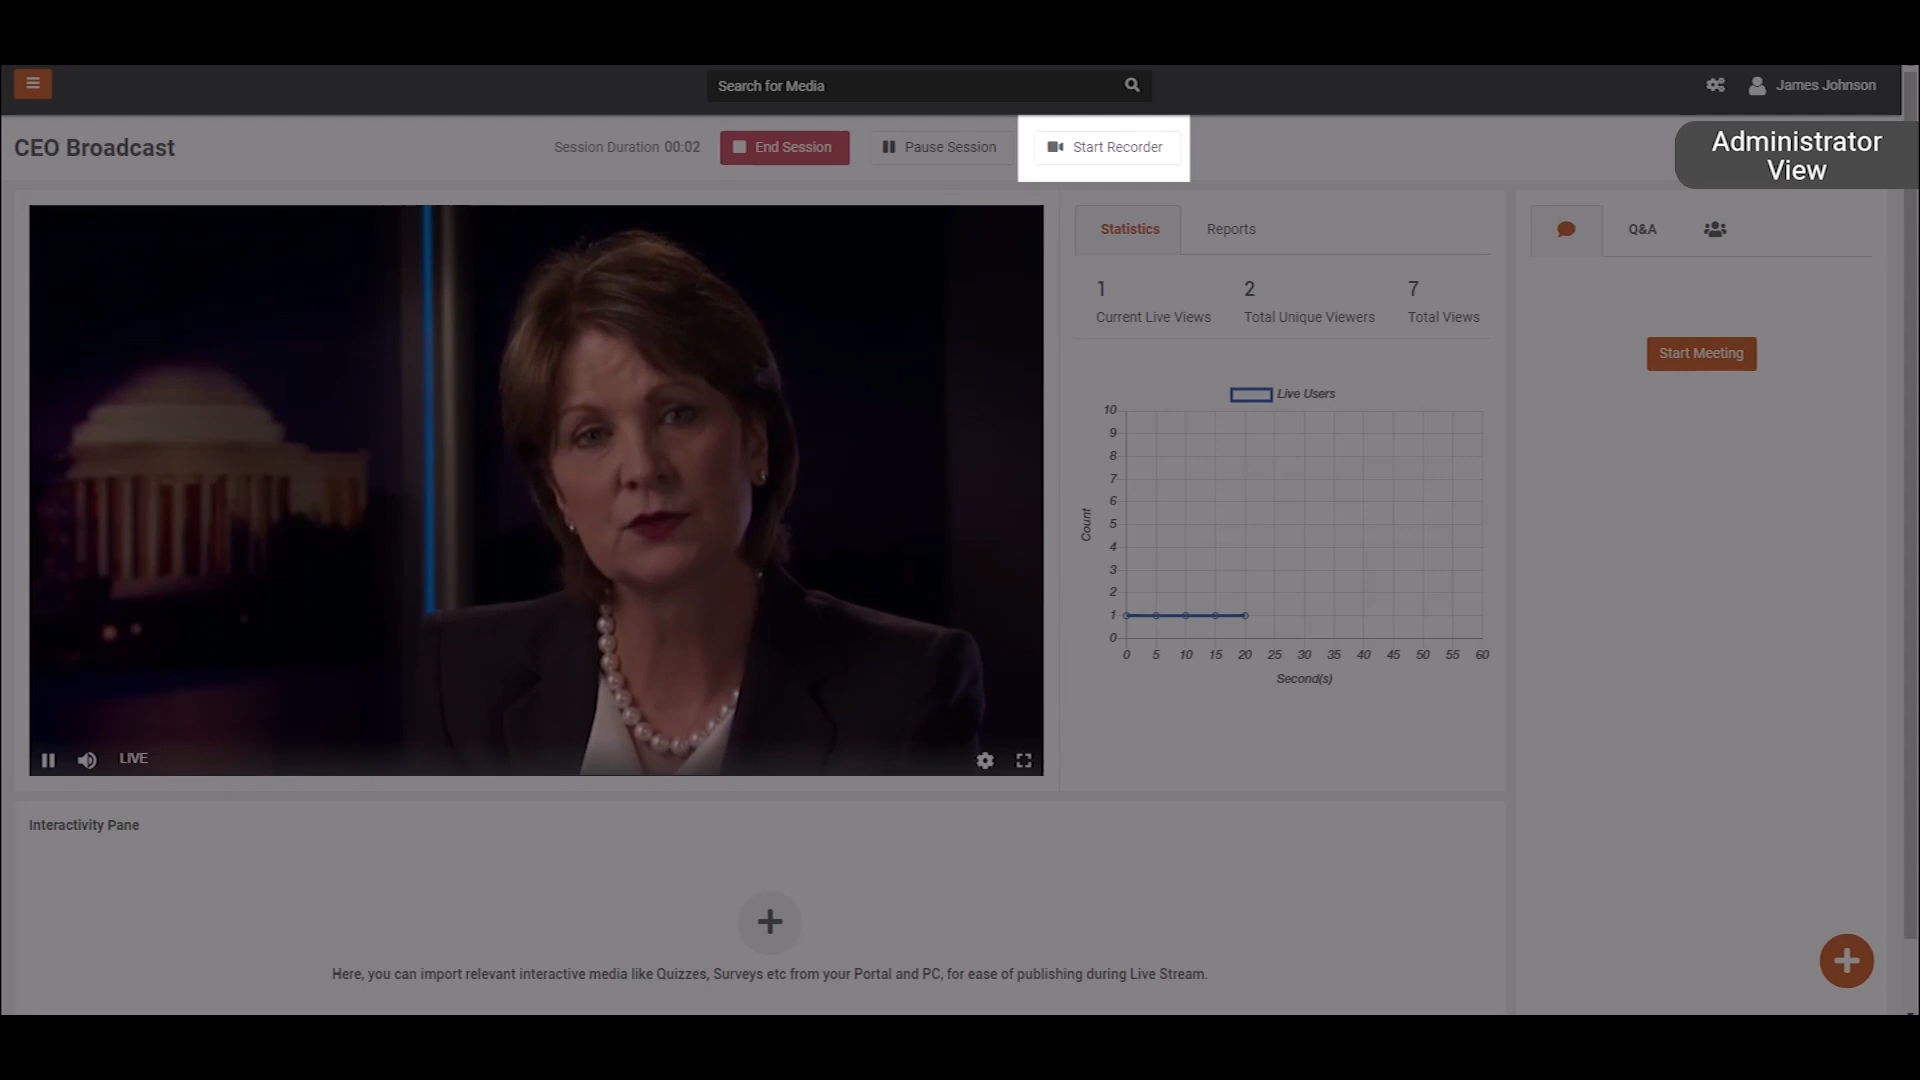 Search for Media
James Johnson
CEO Broadcast
Session Duration 00:02
End Session
Pause Session
Start Recorder
Administrator
View
Statistics
Reports
Q&A
1
2
7
Current Live Views
Total Unique Viewers
Total Views
Start Meeting
Live Users
10
9
8
7
6
5
4
3
2
1
0
Count
0 5 10 15 20 25 30 35 40 45 50 55 60
Second(s)
LIVE
Interactivity Pane
Here, you can import relevant interactive media like Quizzes, Surveys etc from your Portal and PC, for ease of publishing during Live Stream.